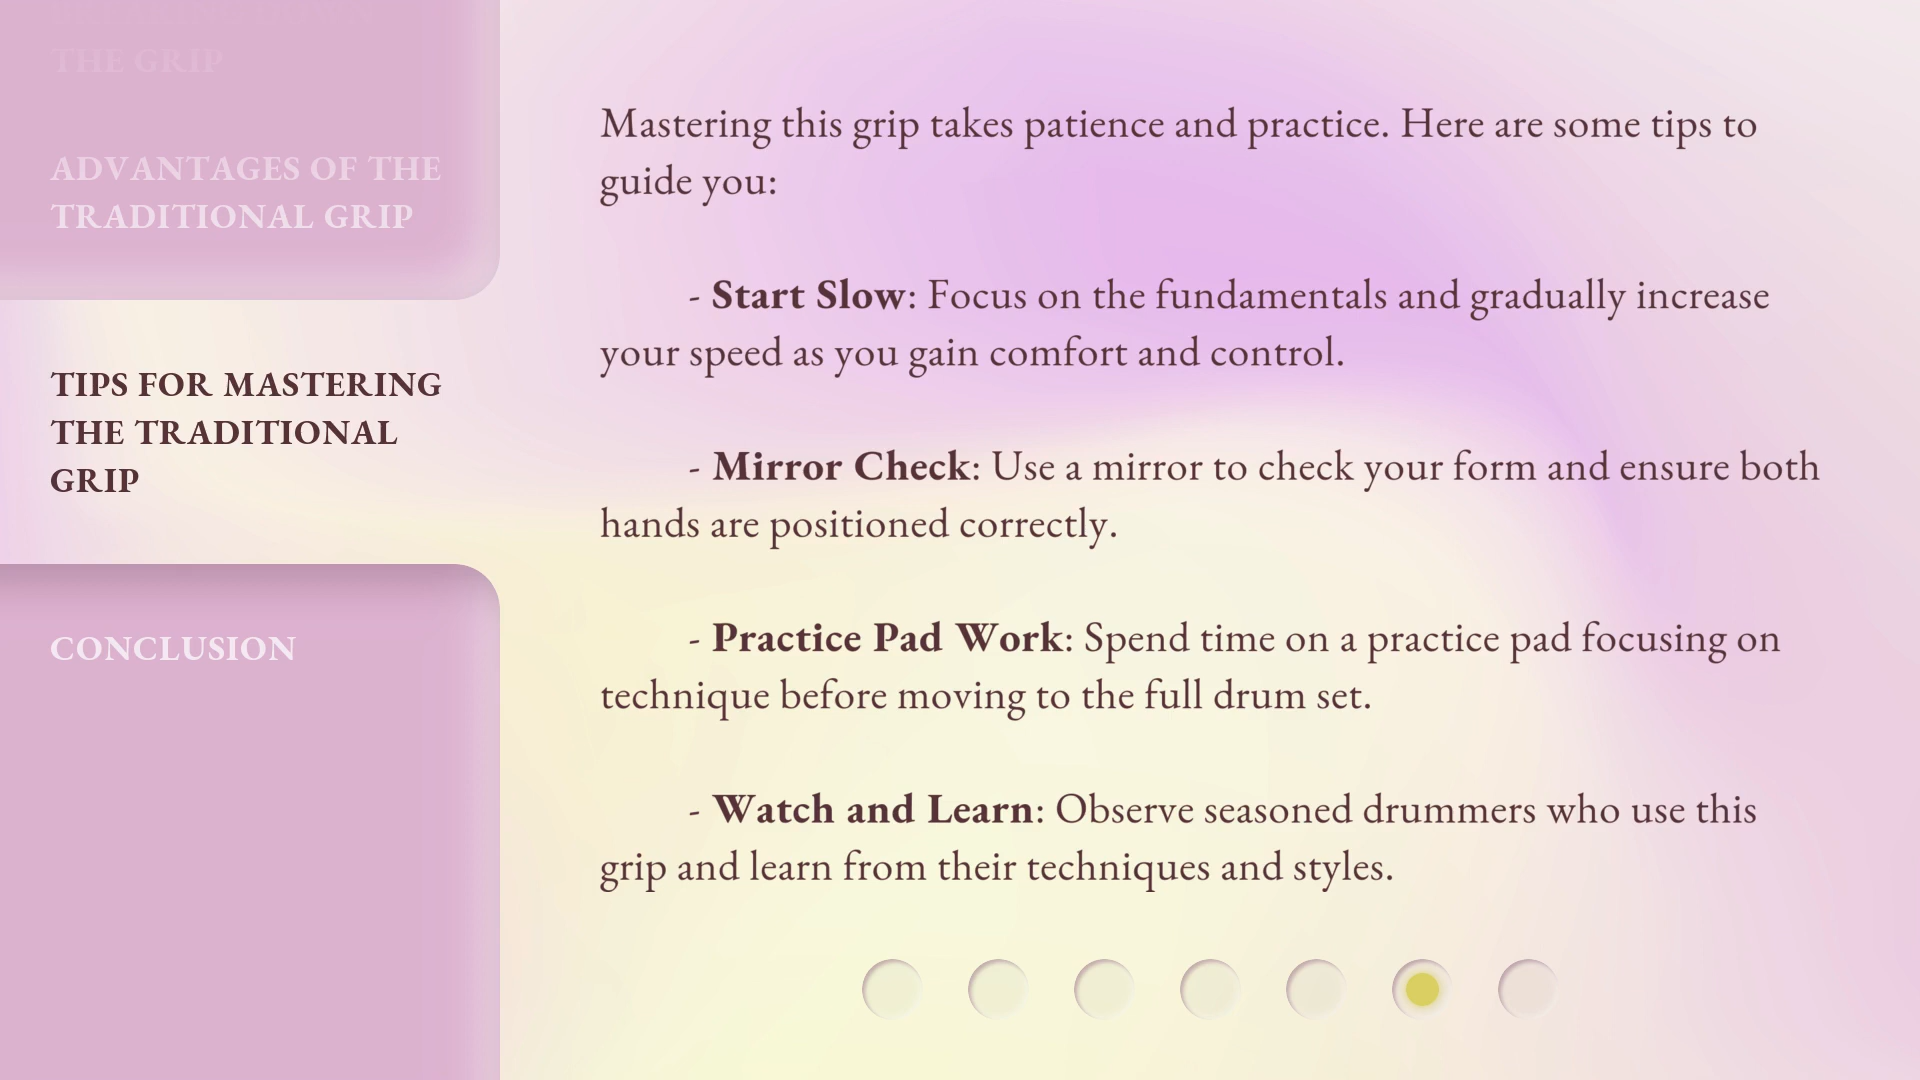 THE GRIP
ADVANTAGES OF THE
TRADITIONAL GRIP
TIPS FOR MASTERING
THE TRADITIONAL
GRIP
CONCLUSION
Mastering this grip takes patience and practice. Here are some tips to
guide you:
- Start Slow: Focus on the fundamentals and gradually increase
your speed as you gain comfort and control.
- Mirror Check: Use a mirror to check your form and ensure both
hands are positioned correctly.
- Practice Pad Work: Spend time on a practice pad focusing on
technique before moving to the full drum set.
- Watch and Learn: Observe seasoned drummers who use this
grip and learn from their techniques and styles.